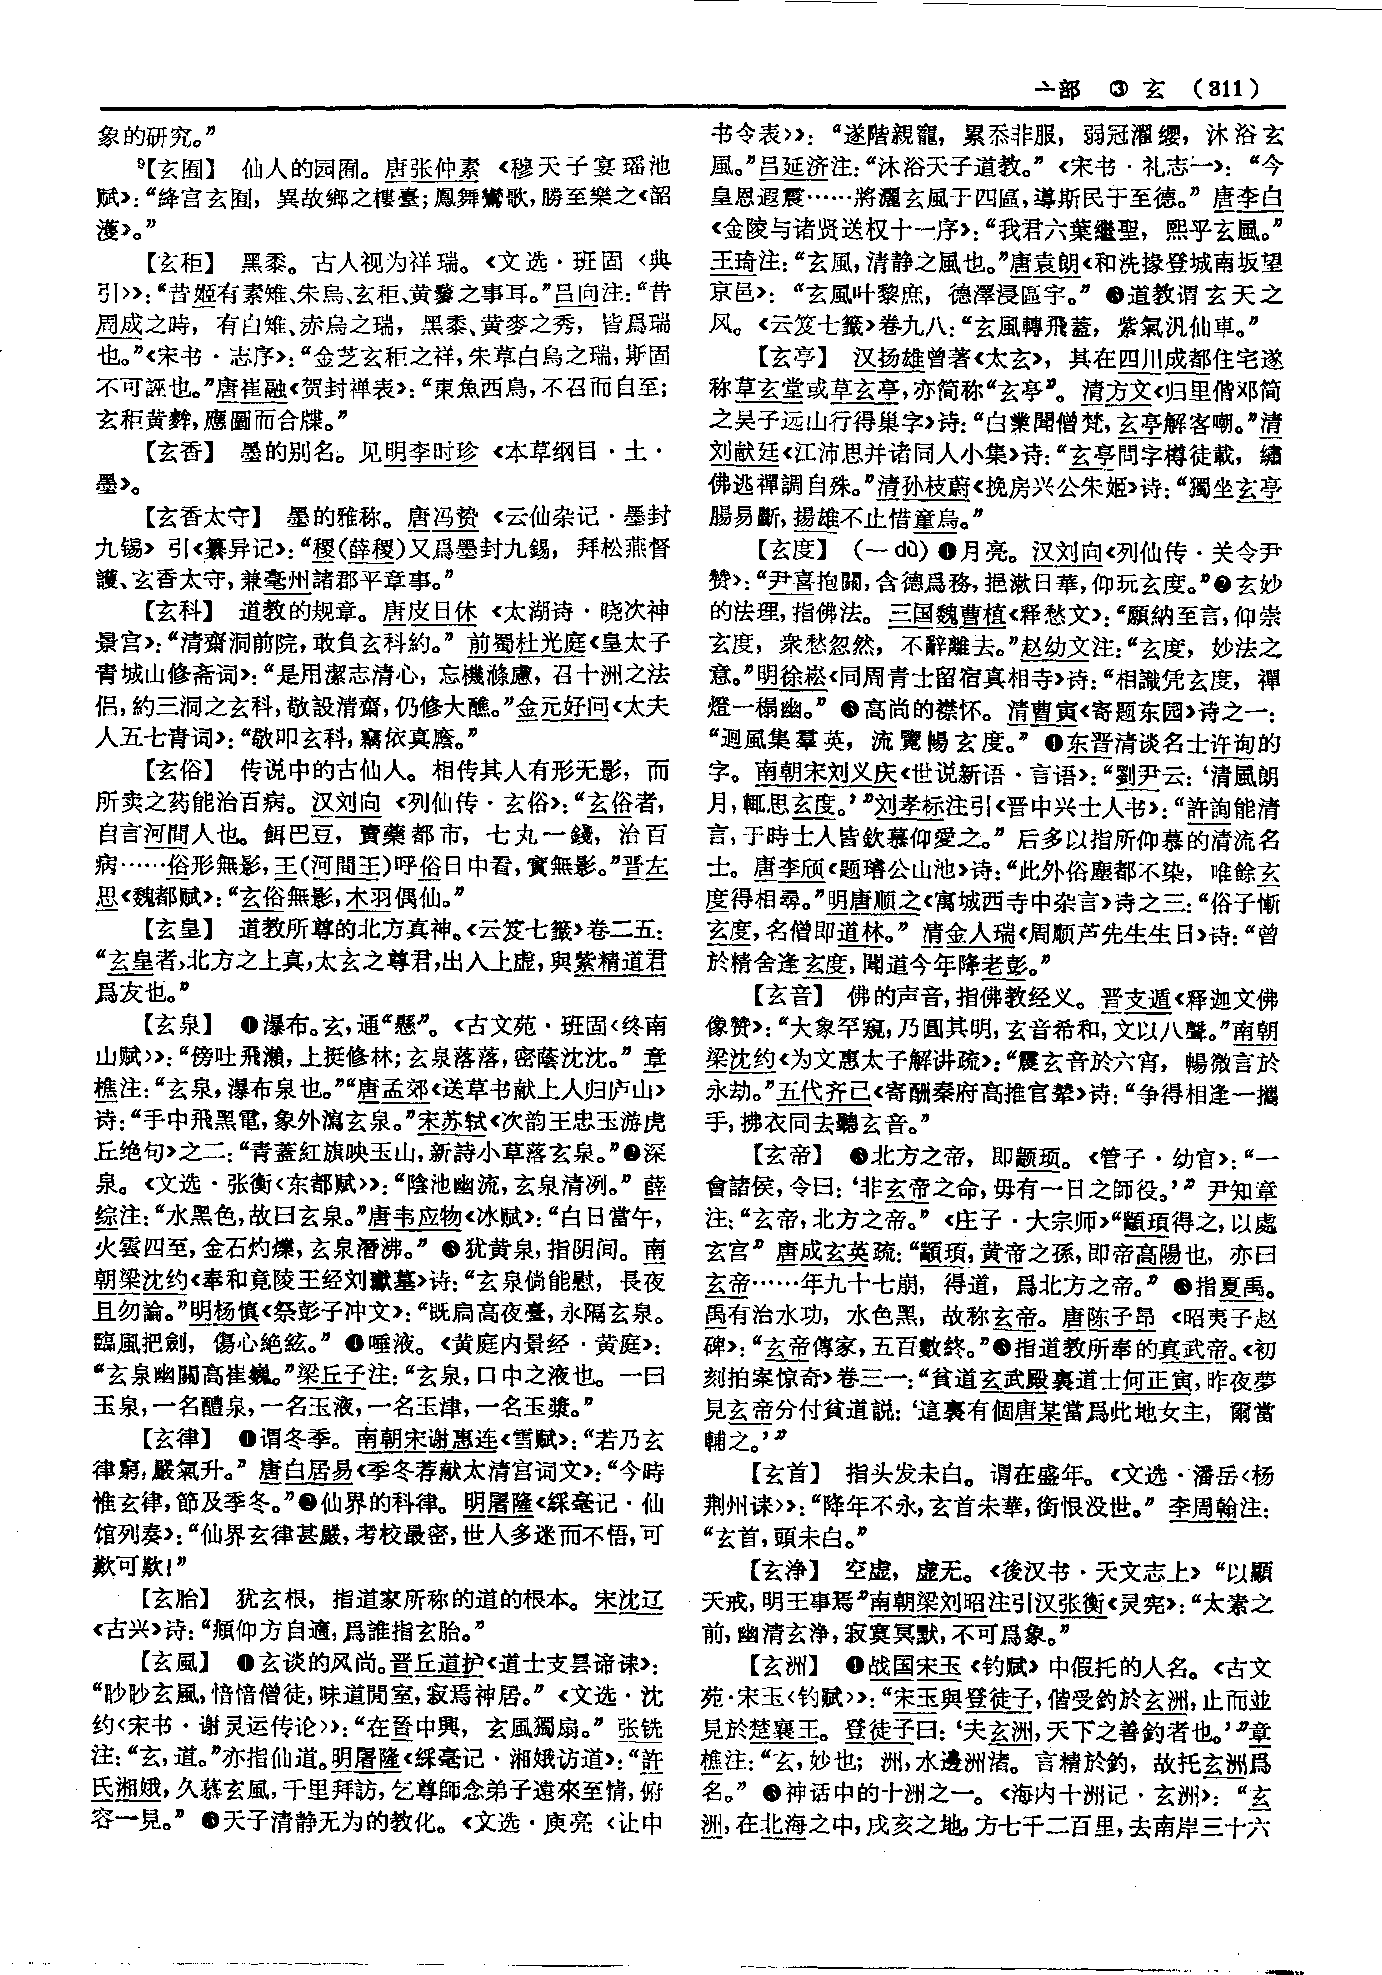 亠部 ③ 玄 (311)
象的研究。”
⁹【玄囿】 仙人的园囿。唐张仲素《穆天子宴瑶池
赋》：“绛宫玄囿，異故鄉之樓臺；鳳舞鸞歌，勝至樂之《韶
濩》。”
【玄秬】 黑黍。古人视为祥瑞。《文选·班固〈典
引〉》：“昔姬有素雉、朱烏、玄秬、黄𪍿之事耳。”吕向注：“昔
周成之時，有白雉、赤烏之瑞，黑黍、黄麥之秀，皆爲瑞
也。”《宋书·志序》：“金芝玄秬之祥，朱草白烏之瑞，斯固
不可誣也。”唐崔融《贺封禅表》：“東魚西鳥，不召而自至；
玄秬黄麰，應圖而合牒。”
【玄香】 墨的别名。见明李时珍《本草纲目·土·
墨》。
【玄香太守】 墨的雅称。唐冯贽《云仙杂记·墨封
九锡》引《纂异记》：“稷(薛稷)又爲墨封九錫，拜松燕督
護、玄香太守，兼亳州諸郡平章事。”
【玄科】 道教的规章。唐皮日休《太湖诗·晓次神
景宫》：“清齋洞前院，敢負玄科約。”前蜀杜光庭《皇太子
青城山修斋词》：“是用潔志清心，忘機滌慮，召十洲之法
侣，約三洞之玄科，敬設清齋，仍修大醮。”金元好问《太夫
人五七青词》：“敬叩玄科，竊依真廕。”
【玄俗】 传说中的古仙人。相传其人有形无影，而
所卖之药能治百病。汉刘向《列仙传·玄俗》：“玄俗者，
自言河間人也。餌巴豆，賣藥都市，七丸一錢，治百
病……俗形無影，王(河間王)呼俗日中看，實無影。”晋左
思《魏都赋》：“玄俗無影，木羽偶仙。”
【玄皇】 道教所尊的北方真神。《云笈七籤》卷二五：
“玄皇者，北方之上真，太玄之尊君，出入上虚，與紫精道君
爲友也。”
【玄泉】 ❶瀑布。玄，通“懸”。《古文苑·班固〈终南
山赋〉》：“傍吐飛瀨，上挺修林；玄泉落落，密蔭沈沈。”章
樵注：“玄泉，瀑布泉也。”“唐孟郊《送草书献上人归庐山》
诗：“手中飛黑電，象外瀉玄泉。”宋苏轼《次韵王忠玉游虎
丘绝句》之二：“青蓋紅旗映玉山，新詩小草落玄泉。”❷深
泉。《文选·张衡〈东都赋〉》：“陰池幽流，玄泉清洌。”薛
综注：“水黑色，故曰玄泉。”唐韦应物《冰赋》：“白日當午，
火雲四至，金石灼爍，玄泉潛沸。”❸犹黄泉，指阴间。南
朝梁沈约《奉和竟陵王经刘瓛墓》诗：“玄泉倘能慰，長夜
且勿論。”明杨慎《祭彭子冲文》：“既扃高夜臺，永隔玄泉。
臨風把劍，傷心絶絃。”❹唾液。《黄庭内景经·黄庭》：
“玄泉幽關高崔巍。”梁丘子注：“玄泉，口中之液也。一曰
玉泉，一名醴泉，一名玉液，一名玉津，一名玉漿。”
【玄律】 ❶谓冬季。南朝宋谢惠连《雪赋》：“若乃玄
律窮，嚴氣升。”唐白居易《季冬荐献太清宫词文》：“今時
惟玄律，節及季冬。”❷仙界的科律。明屠隆《綵毫记·仙
馆列奏》：“仙界玄律甚嚴，考校最密，世人多迷而不悟，可
歎可歎！”
【玄胎】 犹玄根，指道家所称的道的根本。宋沈辽
《古兴》诗：“頫仰方自適，爲誰指玄胎。”
【玄風】 ❶玄谈的风尚。晋丘道护《道士支昙谛诔》：
“眇眇玄風，愔愔僧徒，味道閒室，寂焉神居。”《文选·沈
约〈宋书·谢灵运传论〉》：“在晉中興，玄風獨扇。”张铣
注：“玄，道。”亦指仙道。明屠隆《綵毫记·湘娥访道》：“許
氏湘娥，久慕玄風，千里拜訪，乞尊師念弟子遠來至情，俯
容一見。”❷天子清静无为的教化。《文选·庾亮〈让中
书令表〉》：“遂階親寵，累忝非服，弱冠濯缨，沐浴玄
風。”吕延济注：“沐浴天子道教。”《宋书·礼志一》：“今
皇恩遐震……將灑玄風于四區，導斯民于至德。”唐李白
《金陵与诸贤送权十一序》：“我君六葉繼聖，熙乎玄風。”
王琦注：“玄風，清静之風也。”唐袁朗《和洗掾登城南坂望
京邑》：“玄風叶黎庶，德澤浸區宇。”❸道教谓玄天之
风。《云笈七籤》卷九八：“玄風轉飛蓋，紫氣汎仙車。”
【玄亭】 汉扬雄曾著《太玄》，其在四川成都住宅遂
称草玄堂或草玄亭，亦简称“玄亭”。清方文《归里偕邓简
之吴子远山行得巢字》诗：“白業聞僧梵，玄亭解客嘲。”清
刘献廷《江沛思并诸同人小集》诗：“玄亭問字樽徒載，繡
佛逃禪調自殊。”清孙枝蔚《挽房兴公朱姬》诗：“獨坐玄亭
腸易斷，揚雄不止惜童烏。”
【玄度】 (—dù) ❶月亮。汉刘向《列仙传·关令尹
赞》：“尹喜抱關，含德爲務，挹漱日華，仰玩玄度。”❷玄妙
的法理，指佛法。三国魏曹植《释愁文》：“願納至言，仰崇
玄度，衆愁忽然，不辭離去。”赵幼文注：“玄度，妙法之
意。”明徐崧《同周青士留宿真相寺》诗：“相識凭玄度，禪
燈一榻幽。”❸高尚的襟怀。清曹寅《寄题东园》诗之一：
“迴風集羣英，流覽暢玄度。”❹东晋清谈名士许询的
字。南朝宋刘义庆《世说新语·言语》：“劉尹云：‘清風朗
月，輒思玄度。’”刘孝标注引《晋中兴士人书》：“許詢能清
言，于時士人皆欽慕仰愛之。”后多以指所仰慕的清流名
士。唐李颀《题璿公山池》诗：“此外俗塵都不染，唯餘玄
度得相尋。”明唐顺之《寓城西寺中杂言》诗之三：“俗子慚
玄度，名僧即道林。”清金人瑞《周顺芦先生生日》诗：“曾
於精舍逢玄度，聞道今年降老彭。”
【玄音】 佛的声音，指佛教经义。晋支遁《释迦文佛
像赞》：“大象罕窺，乃圓其明，玄音希和，文以八聲。”南朝
梁沈约《为文惠太子解讲疏》：“震玄音於六宵，暢微言於
永劫。”五代齐己《寄酬秦府高推官辇》诗：“争得相逢一攜
手，拂衣同去聽玄音。”
【玄帝】 ❶北方之帝，即颛顼。《管子·幼官》：“一
會諸侯，令曰：‘非玄帝之命，毋有一日之師役。’”尹知章
注：“玄帝，北方之帝。”《庄子·大宗师》“顓頊得之，以處
玄宫”唐成玄英疏：“顓頊，黄帝之孫，即帝高陽也，亦曰
玄帝……年九十七崩，得道，爲北方之帝。”❷指夏禹。
禹有治水功，水色黑，故称玄帝。唐陈子昂《昭夷子赵
碑》：“玄帝傳家，五百數終。”❸指道教所奉的真武帝。《初
刻拍案惊奇》卷三一：“貧道玄武殿裏道士何正寅，昨夜夢
見玄帝分付貧道説：‘這裏有個唐某當爲此地女主，爾當
輔之。’”
【玄首】 指头发未白。谓在盛年。《文选·潘岳〈杨
荆州诔〉》：“降年不永，玄首未華，銜恨没世。”李周翰注：
“玄首，頭未白。”
【玄净】 空虚，虚无。《後汉书·天文志上》“以顯
天戒，明王事焉”南朝梁刘昭注引汉张衡《灵宪》：“太素之
前，幽清玄净，寂寞冥默，不可爲象。”
【玄洲】 ❶战国宋玉《钓赋》中假托的人名。《古文
苑·宋玉〈钓赋〉》：“宋玉與登徒子，偕受釣於玄洲，止而並
見於楚襄王。登徒子曰：‘夫玄洲，天下之善釣者也。’”章
樵注：“玄，妙也；洲，水邊洲渚。言精於釣，故托玄洲爲
名。”❷神话中的十洲之一。《海内十洲记·玄洲》：“玄
洲，在北海之中，戌亥之地，方七千二百里，去南岸三十六